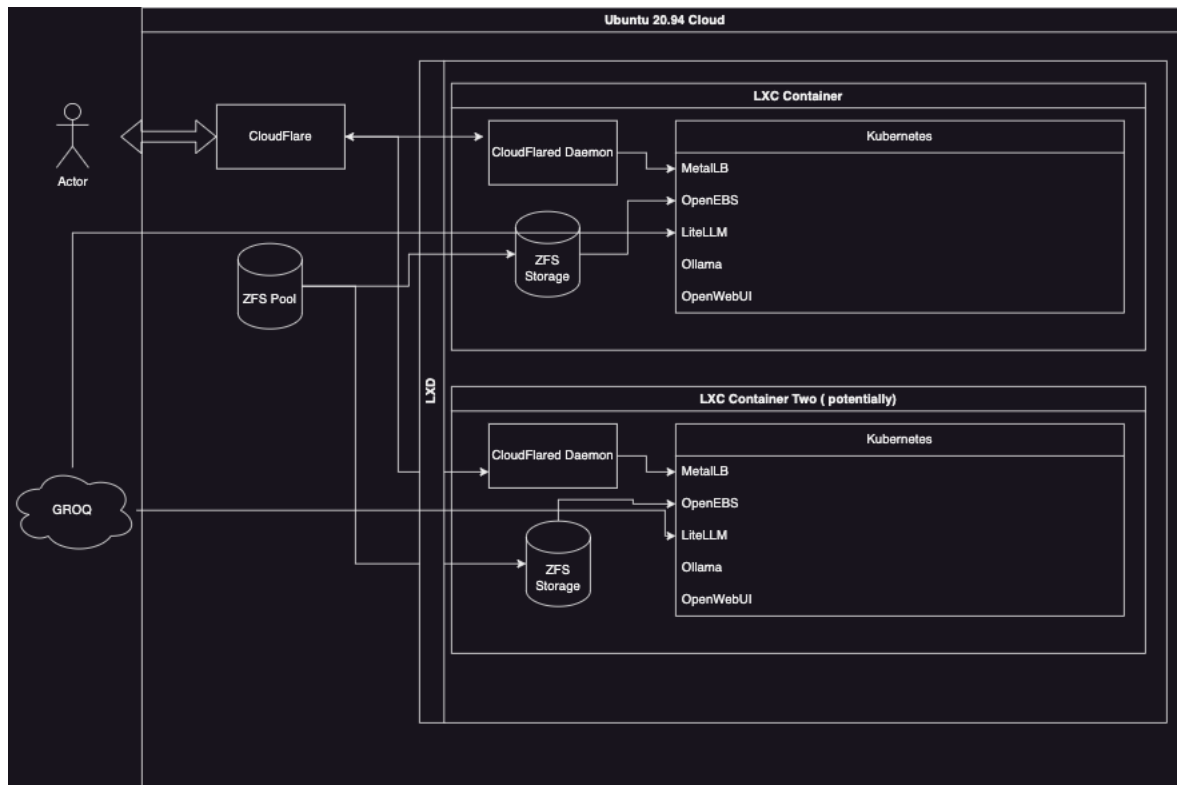 Ubuntu 20.94 Cloud
LXC Container
CloudFlare
CloudFlared Daemon
Kubernetes
MetalLB
OpenEBS
LiteLLM
Ollama
OpenWebUI
Actor
ZFS
Storage
ZFS Pool
LXD
LXC Container Two ( potentially)
CloudFlared Daemon
Kubernetes
MetalLB
OpenEBS
LiteLLM
Ollama
OpenWebUI
GROQ
ZFS
Storage